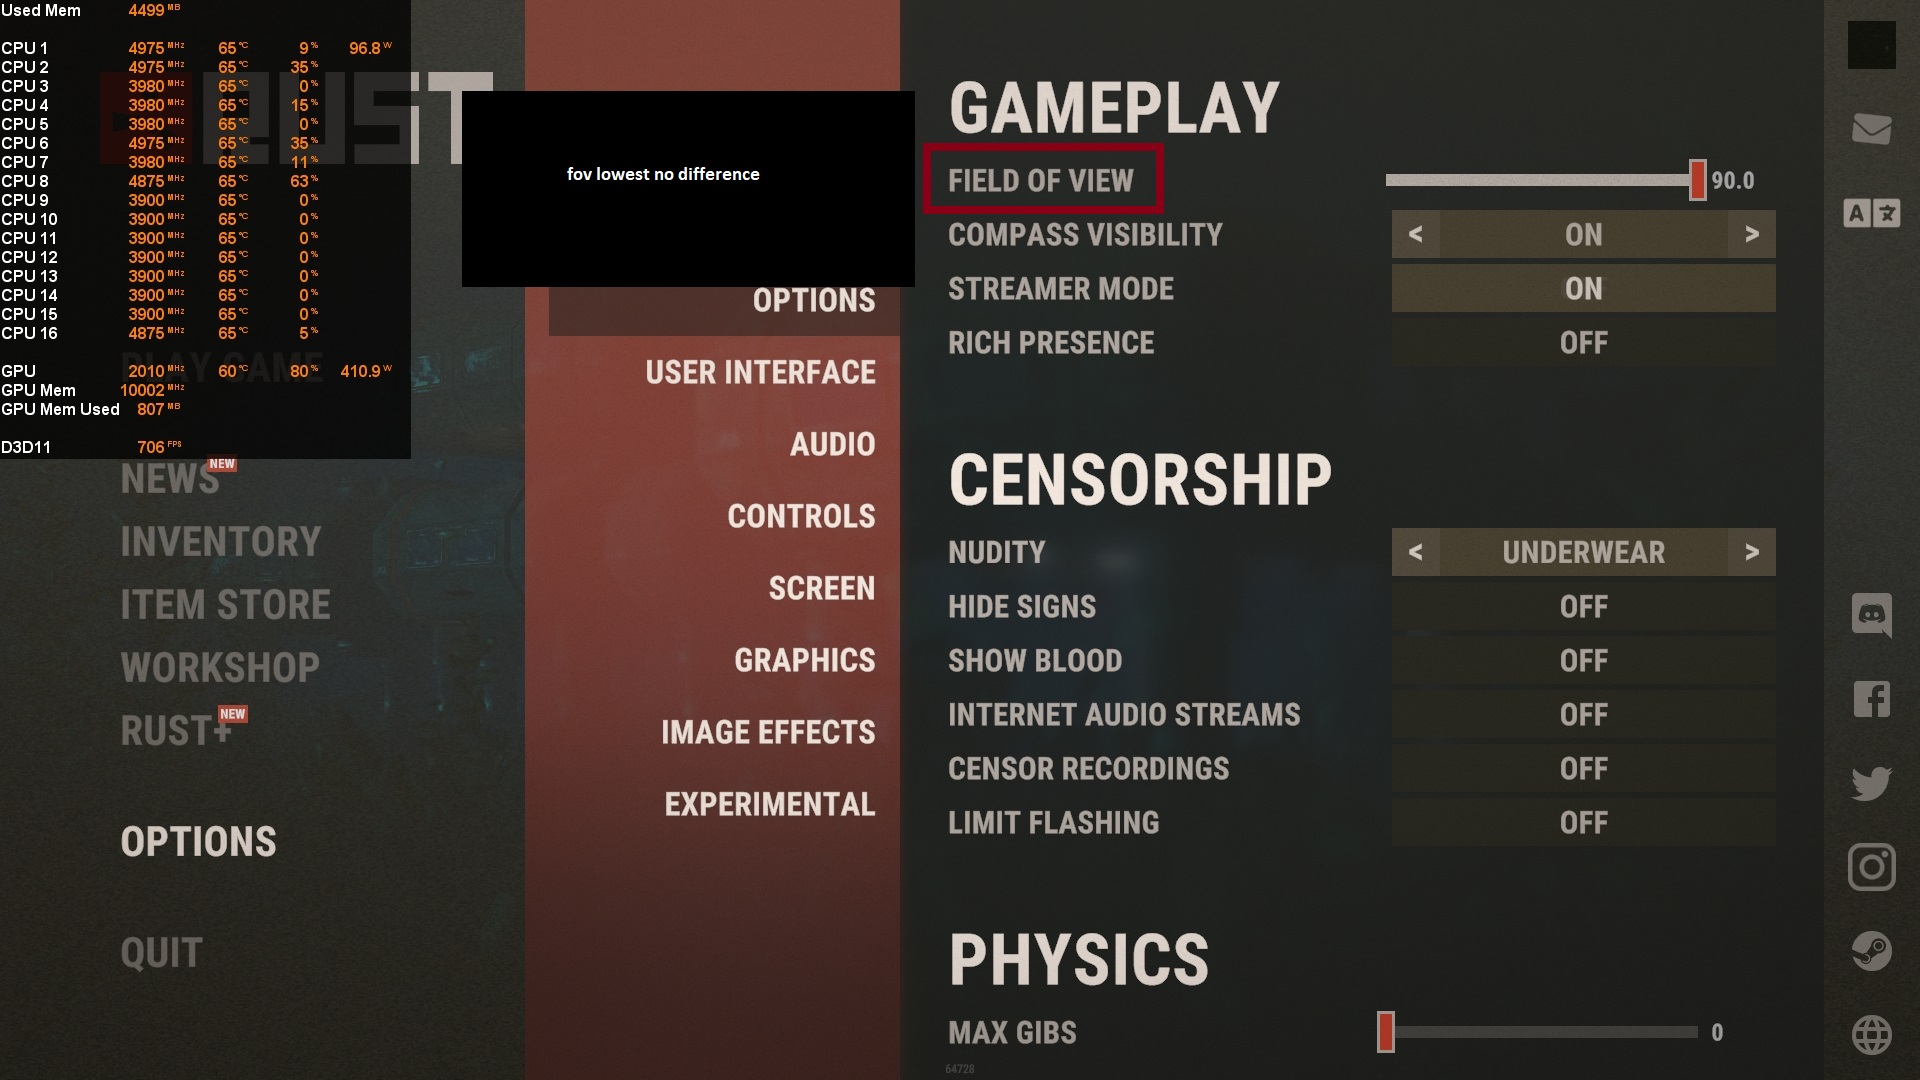 Used Mem 4499 MB
CPU 1 4975 MHz 65 °C 9 % 96.8 W
CPU 2 4975 MHz 65 °C 35 %
CPU 3 3980 MHz 65 °C 0 %
CPU 4 3980 MHz 65 °C 15 %
CPU 5 3980 MHz 65 °C 0 %
CPU 6 4975 MHz 65 °C 35 %
CPU 7 3980 MHz 65 °C 11 %
CPU 8 4875 MHz 65 °C 63 %
CPU 9 3900 MHz 65 °C 0 %
CPU 10 3900 MHz 65 °C 0 %
CPU 11 3900 MHz 65 °C 0 %
CPU 12 3900 MHz 65 °C 0 %
CPU 13 3900 MHz 65 °C 0 %
CPU 14 3900 MHz 65 °C 0 %
CPU 15 3900 MHz 65 °C 0 %
CPU 16 4875 MHz 65 °C 5 %
GPU 2010 MHz 60 °C 80 % 410.9 W
GPU Mem 10002 MHz
GPU Mem Used 807 MB
D3D11 706 FPS
RUST
PLAY GAME
NEWS NEW
INVENTORY
ITEM STORE
WORKSHOP
RUST+ NEW
OPTIONS
QUIT
fov lowest no difference
OPTIONS
USER INTERFACE
AUDIO
CONTROLS
SCREEN
GRAPHICS
IMAGE EFFECTS
EXPERIMENTAL
GAMEPLAY
FIELD OF VIEW 90.0
COMPASS VISIBILITY < ON >
STREAMER MODE ON
RICH PRESENCE OFF
CENSORSHIP
NUDITY < UNDERWEAR >
HIDE SIGNS OFF
SHOW BLOOD OFF
INTERNET AUDIO STREAMS OFF
CENSOR RECORDINGS OFF
LIMIT FLASHING OFF
PHYSICS
MAX GIBS 0
64728
A 文